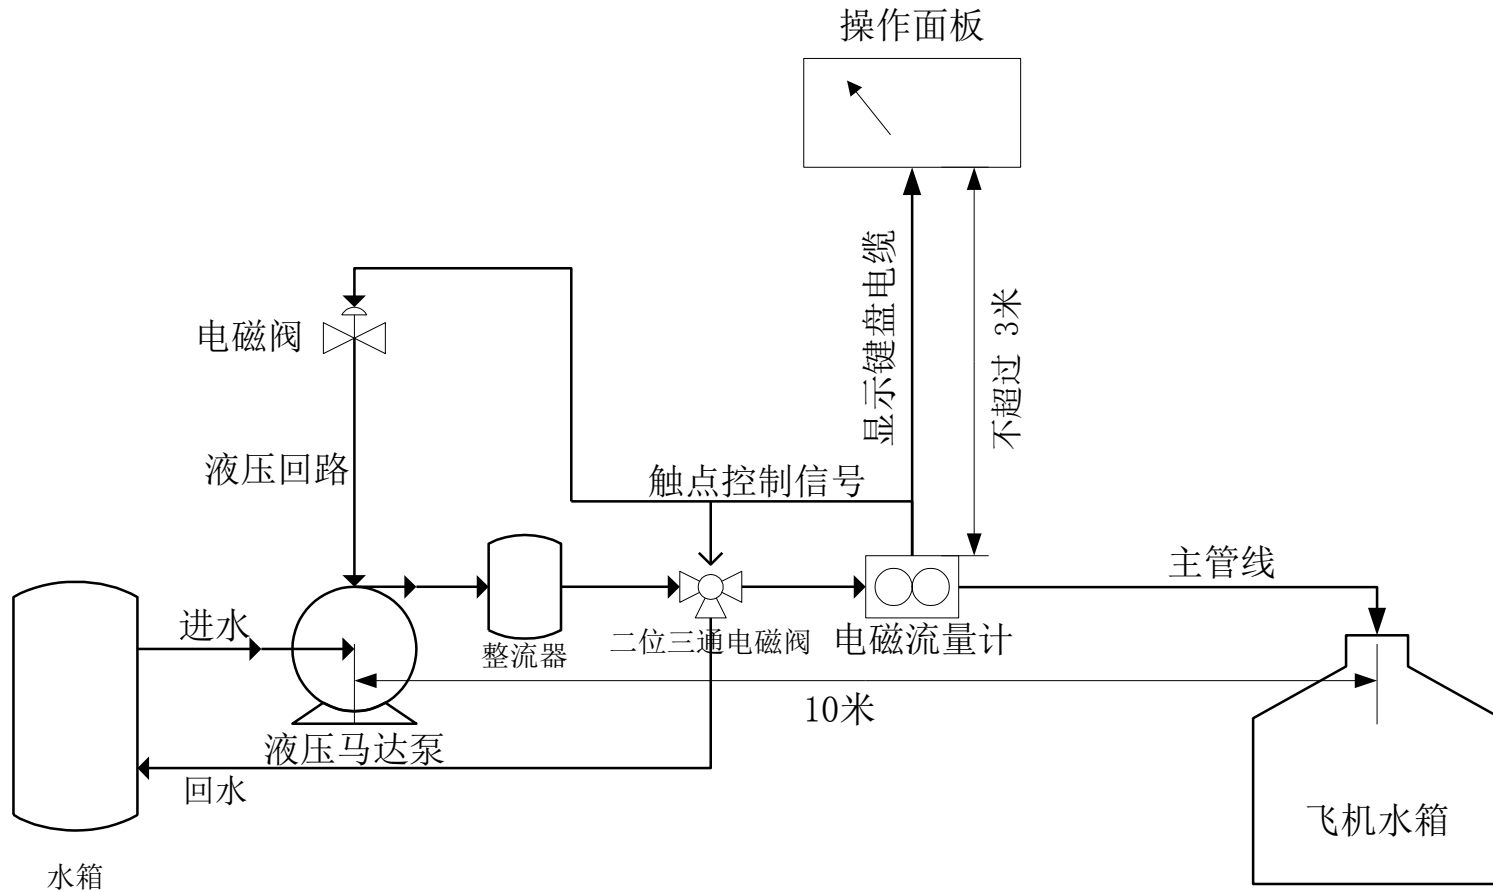 操作面板
显示键盘电缆
不超过 3米
电磁阀
液压回路
触点控制信号
主管线
进水
整流器
二位三通电磁阀
电磁流量计
10米
液压马达泵
回水
飞机水箱
水箱